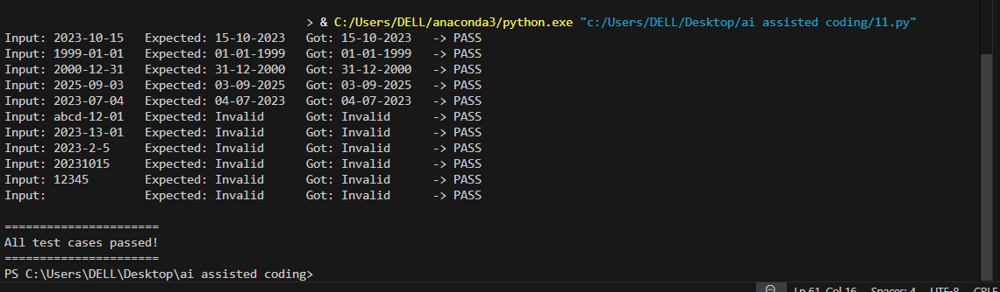 > & C:/Users/DELL/anaconda3/python.exe "c:/Users/DELL/Desktop/ai assisted coding/11.py"
Input: 2023-10-15   Expected: 15-10-2023   Got: 15-10-2023   -> PASS
Input: 1999-01-01   Expected: 01-01-1999   Got: 01-01-1999   -> PASS
Input: 2000-12-31   Expected: 31-12-2000   Got: 31-12-2000   -> PASS
Input: 2025-09-03   Expected: 03-09-2025   Got: 03-09-2025   -> PASS
Input: 2023-07-04   Expected: 04-07-2023   Got: 04-07-2023   -> PASS
Input: abcd-12-01   Expected: Invalid      Got: Invalid      -> PASS
Input: 2023-13-01   Expected: Invalid      Got: Invalid      -> PASS
Input: 2023-2-5     Expected: Invalid      Got: Invalid      -> PASS
Input: 20231015     Expected: Invalid      Got: Invalid      -> PASS
Input: 12345        Expected: Invalid      Got: Invalid      -> PASS
Input:              Expected: Invalid      Got: Invalid      -> PASS
======================
All test cases passed!
======================
PS C:\Users\DELL\Desktop\ai assisted coding>
Ln 61, Col 16   Spaces: 4   UTF-8   CRLF